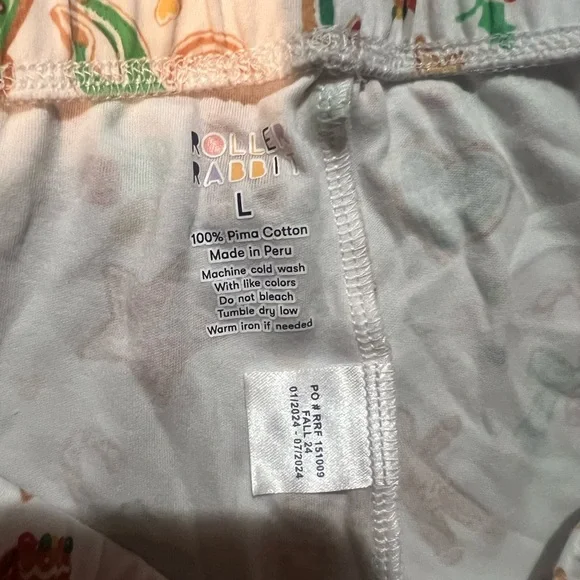 ROLLER
RABBIT
L
100% Pima Cotton
Made in Peru
Machine cold wash
With like colors
Do not bleach
Tumble dry low
Warm iron if needed
PO # RRF 151009
FALL 24
01/2024 - 07/2024